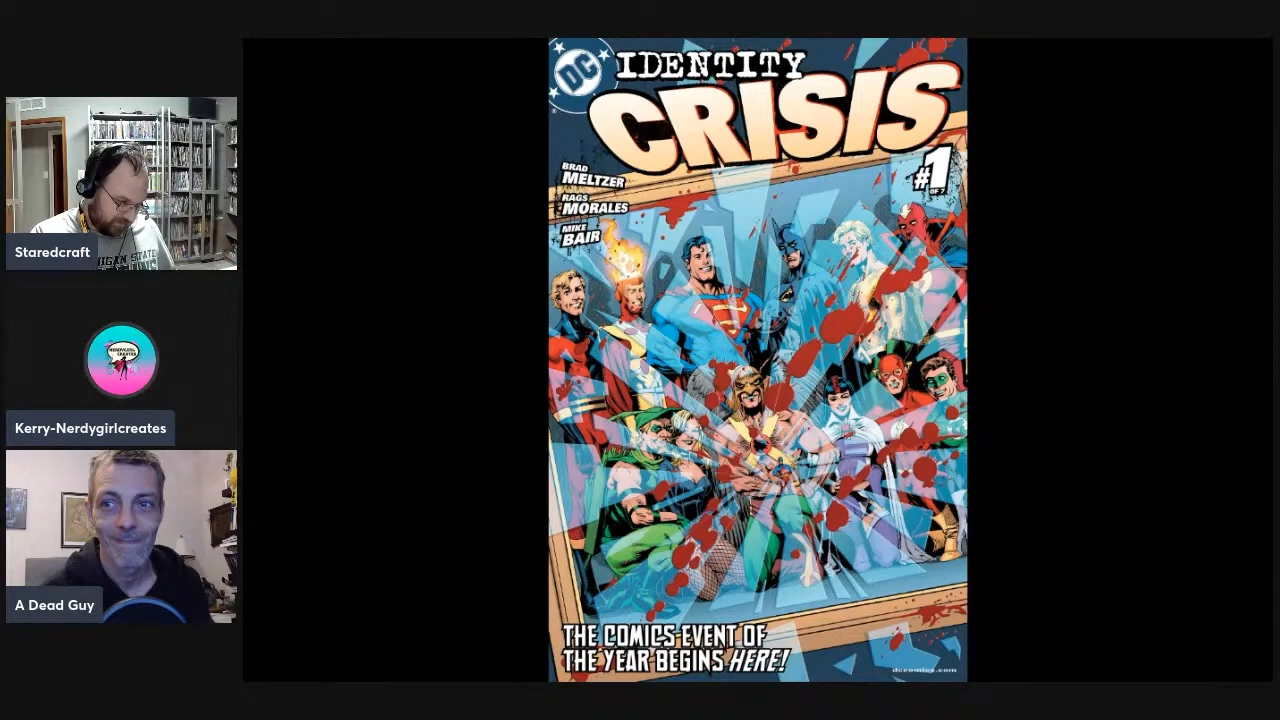 Staredcraft
Kerry-Nerdygirlcreates
A Dead Guy
DC
IDENTITY
CRISIS
#1
OF 7
BRAD
MELTZER
RAGS
MORALES
MIKE
BAIR
THE COMICS EVENT OF
THE YEAR BEGINS HERE!
dccomics.com